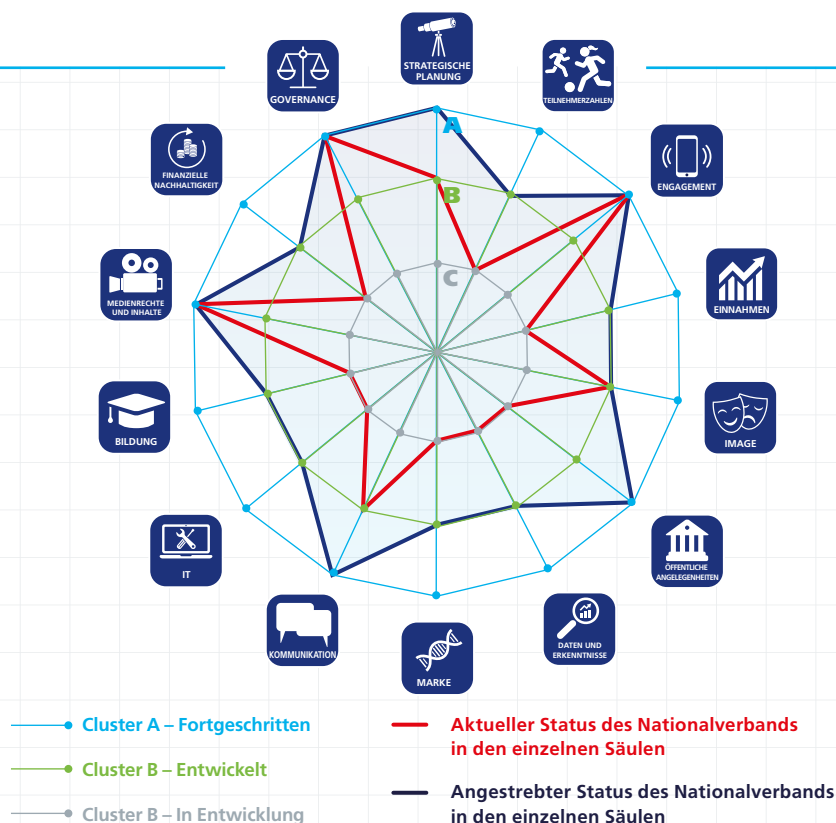 STRATEGISCHE
PLANUNG
GOVERNANCE
TEILNEHMERZAHLEN
FINANZIELLE
NACHHALTIGKEIT
ENGAGEMENT
MEDIENRECHTE
UND INHALTE
EINNAHMEN
BILDUNG
IMAGE
IT
ÖFFENTLICHE
ANGELEGENHEITEN
KOMMUNIKATION
MARKE
DATEN UND
ERKENNTNISSE
A
B
C
Cluster A – Fortgeschritten
Cluster B – Entwickelt
Cluster B – In Entwicklung
Aktueller Status des Nationalverbands
in den einzelnen Säulen
Angestrebter Status des Nationalverbands
in den einzelnen Säulen